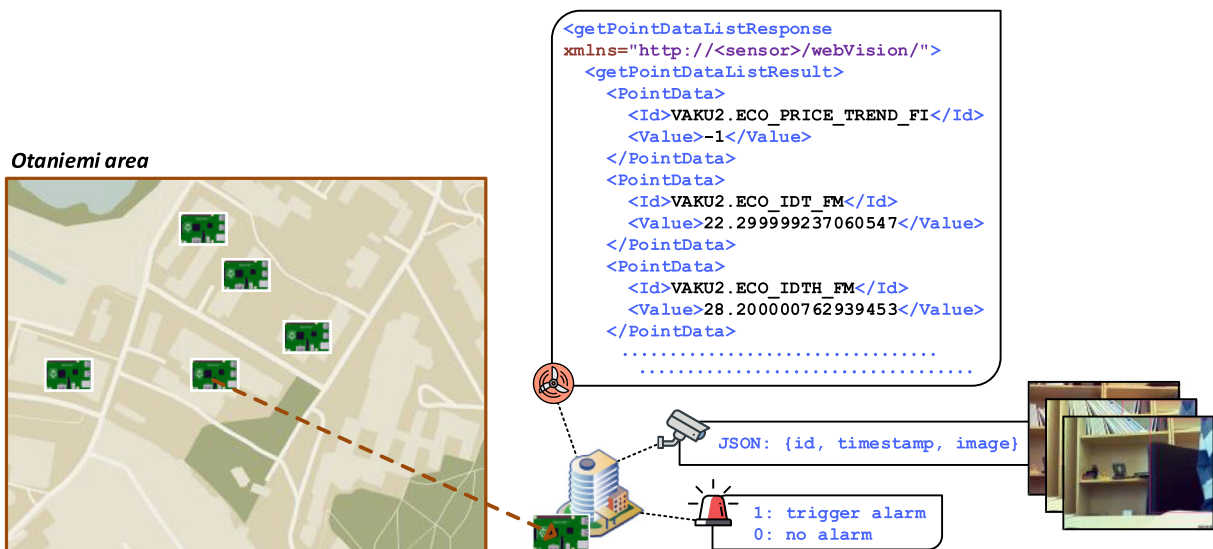 <getPointDataListResponse
xmlns="http://<sensor>/webVision/">
<getPointDataListResult>
<PointData>
<Id>VAKU2.ECO_PRICE_TREND_FI</Id>
<Value>-1</Value>
</PointData>
<PointData>
<Id>VAKU2.ECO_IDT_FM</Id>
<Value>22.299999237060547</Value>
</PointData>
<PointData>
<Id>VAKU2.ECO_IDTH_FM</Id>
<Value>28.200000762939453</Value>
</PointData>
.................................
...................................
Otaniemi area
JSON: {id, timestamp, image}
1: trigger alarm
0: no alarm